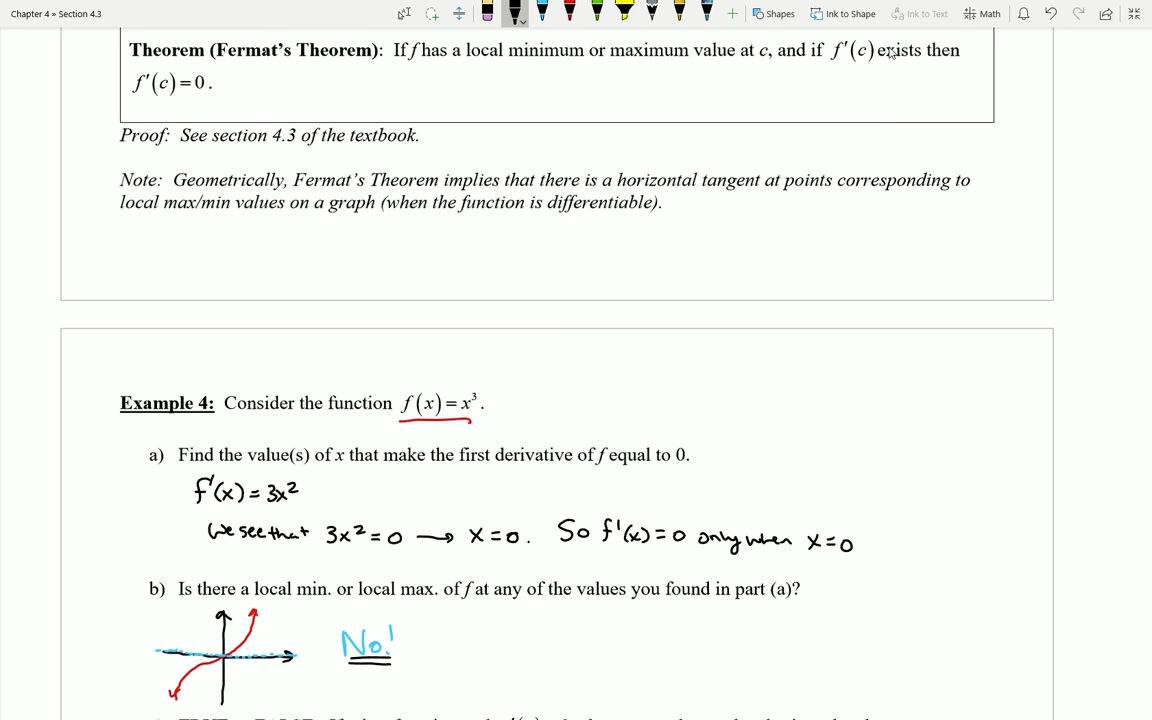 Chapter 4 » Section 4.3
Shapes Ink to Shape Ink to Text Math
Theorem (Fermat's Theorem): If f has a local minimum or maximum value at c, and if f′(c) exists then
f′(c)=0.
Proof: See section 4.3 of the textbook.
Note: Geometrically, Fermat's Theorem implies that there is a horizontal tangent at points corresponding to
local max/min values on a graph (when the function is differentiable).
Example 4: Consider the function f(x)=x³.
a) Find the value(s) of x that make the first derivative of f equal to 0.
f'(x) = 3x²
We see that 3x² = 0 → x = 0. So f'(x) = 0 only when x = 0
b) Is there a local min. or local max. of f at any of the values you found in part (a)?
No!